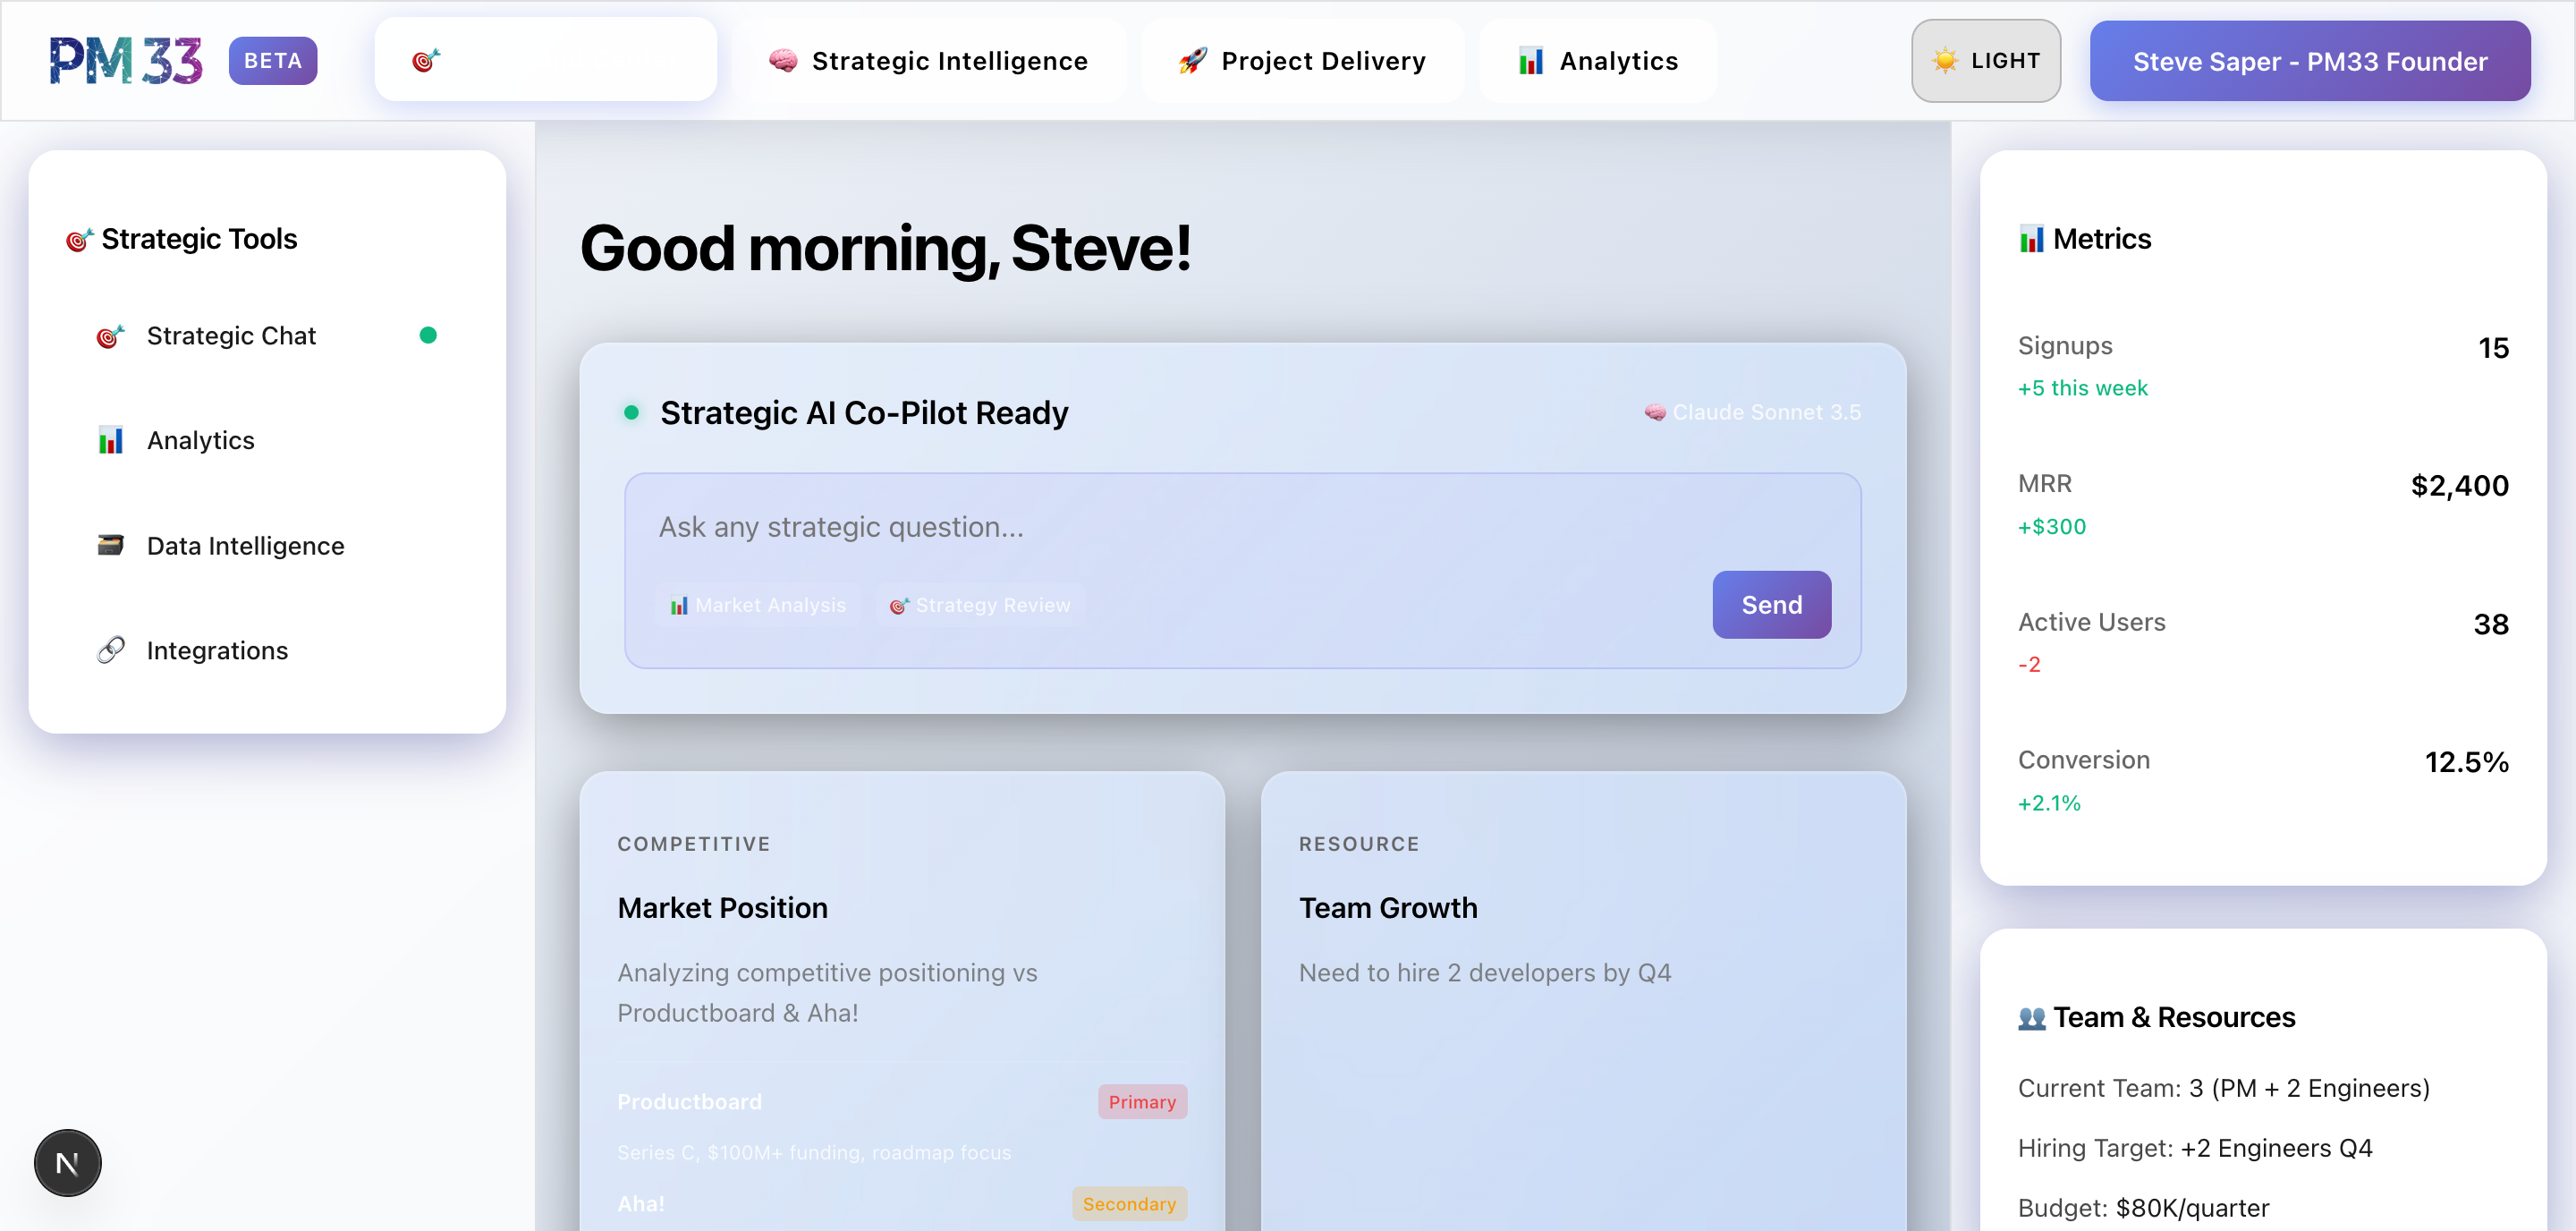 PM33 BETA
Strategic Intelligence
Project Delivery
Analytics
LIGHT
Steve Saper - PM33 Founder
Strategic Tools
Strategic Chat
Analytics
Data Intelligence
Integrations
Good morning, Steve!
Strategic AI Co-Pilot Ready
Claude Sonnet 3.5
Ask any strategic question...
Market Analysis
Strategy Review
Send
COMPETITIVE
Market Position
Analyzing competitive positioning vs
Productboard & Aha!
Productboard
Primary
Series C, $100M+ funding, roadmap focus
Aha!
Secondary
RESOURCE
Team Growth
Need to hire 2 developers by Q4
Metrics
Signups 15
+5 this week
MRR $2,400
+$300
Active Users 38
-2
Conversion 12.5%
+2.1%
Team & Resources
Current Team: 3 (PM + 2 Engineers)
Hiring Target: +2 Engineers Q4
Budget: $80K/quarter
N